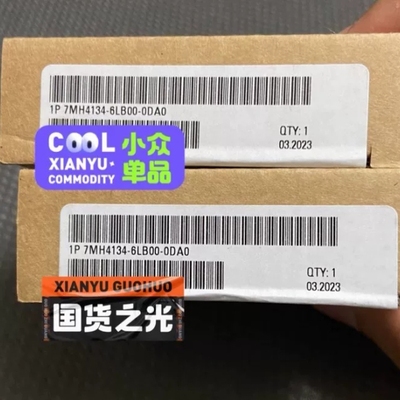 1P 7MH4134-6LB00-0DA0
QTY: 1
03.2023
COOL 小众
XIANYU 单品
COMMODITY
1P 7MH4134-6LB00-0DA0
QTY: 1
03.2023
XIANYU GUOHUO
国货之光